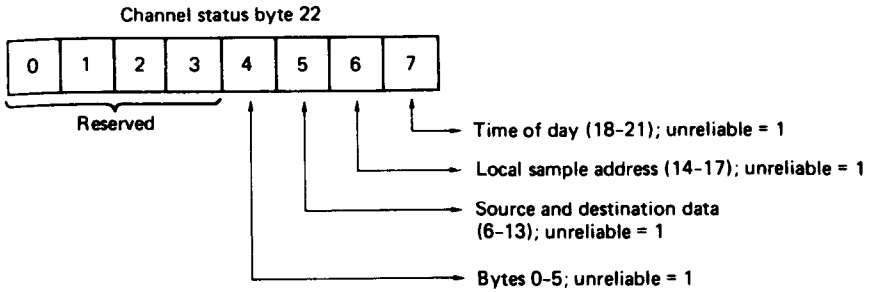 Channel status byte 22
0 1 2 3 4 5 6 7
Reserved
Time of day (18-21); unreliable = 1
Local sample address (14-17); unreliable = 1
Source and destination data
(6-13); unreliable = 1
Bytes 0-5; unreliable = 1